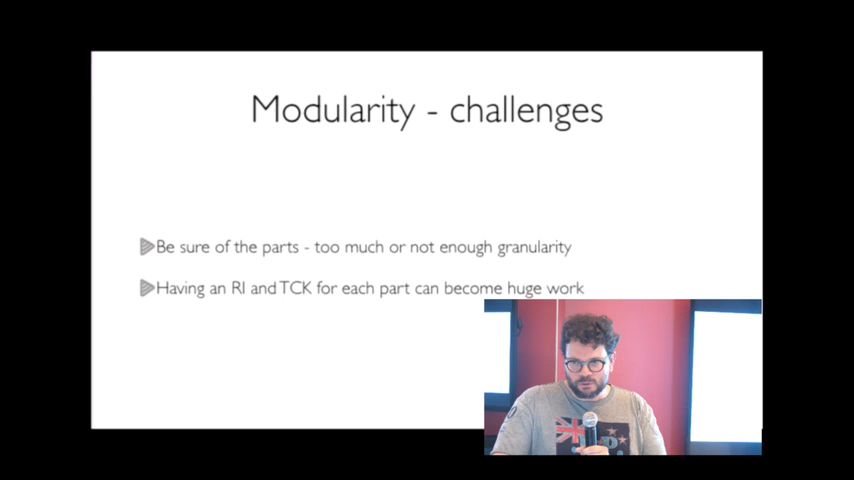 Modularity - challenges
Be sure of the parts - too much or not enough granularity
Having an RI and TCK for each part can become huge work